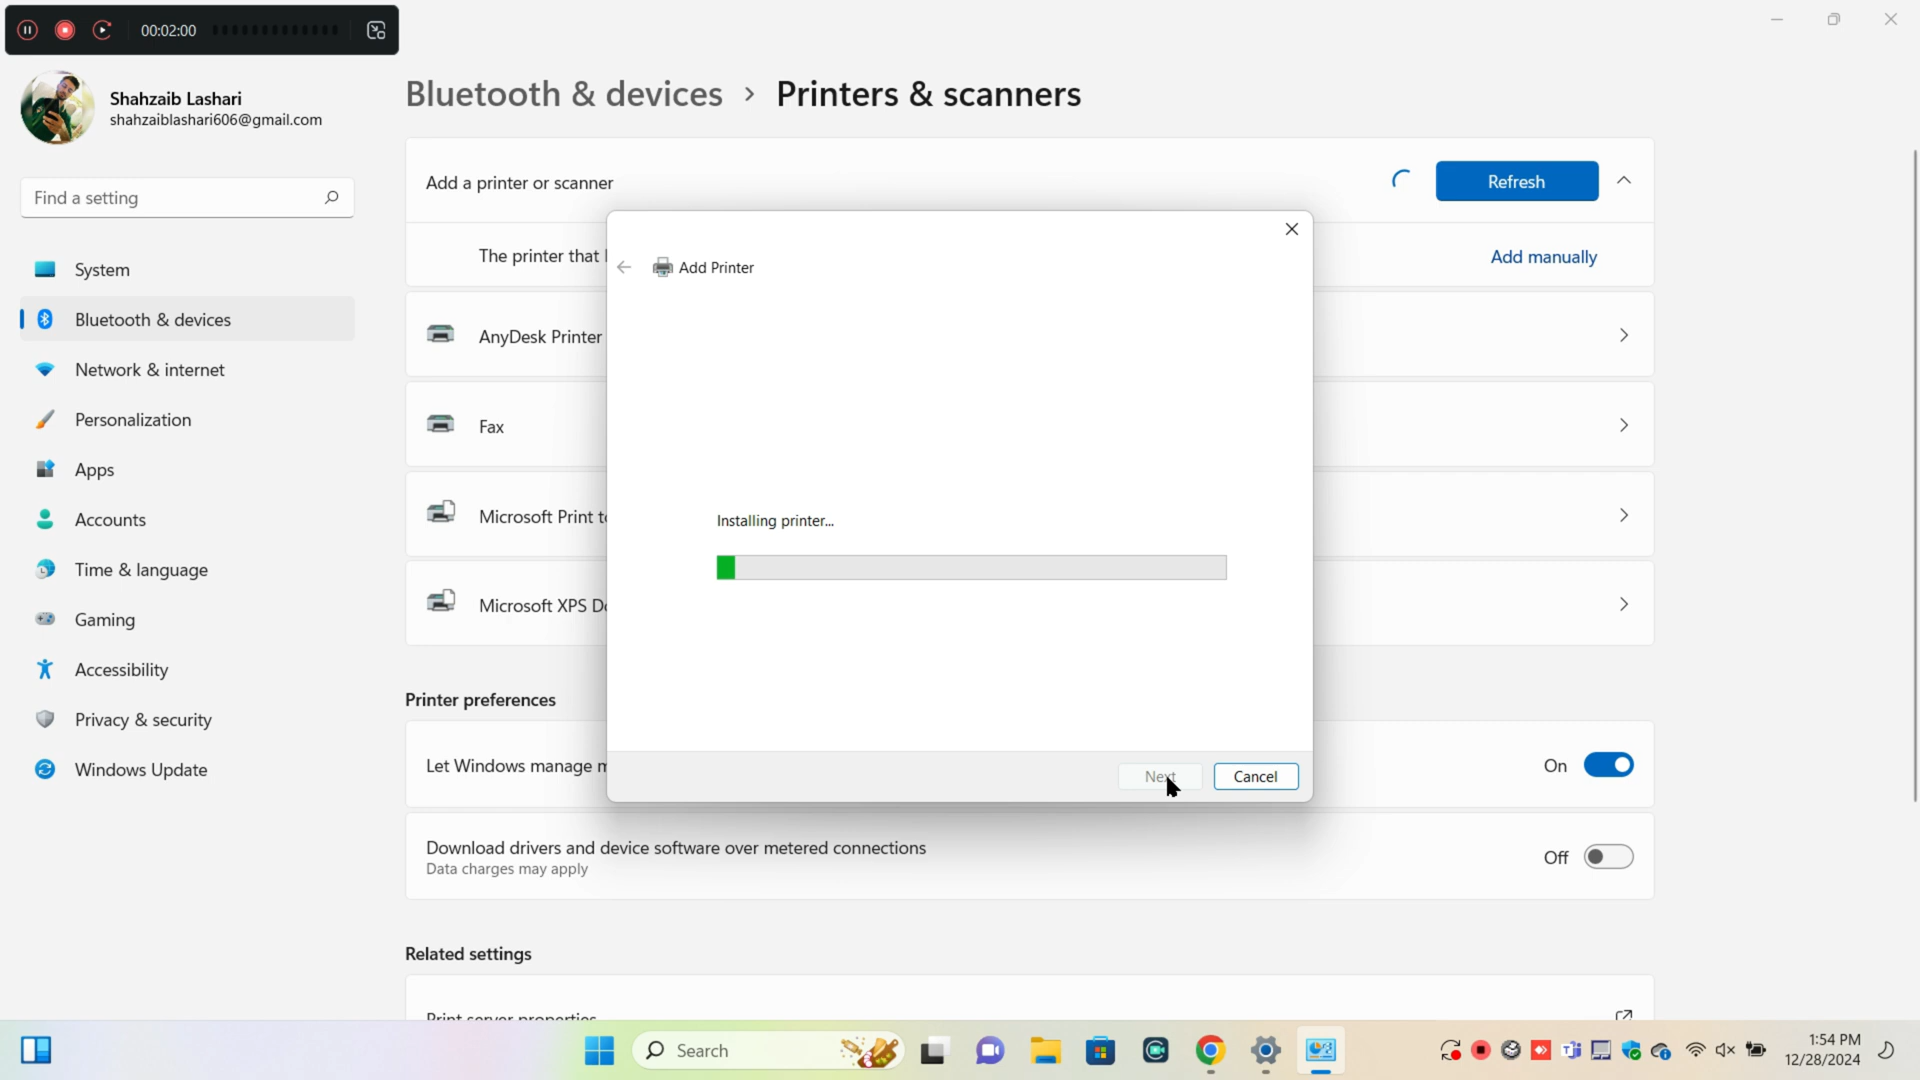 00:02:00
Shahzaib Lashari
shahzaiblashari606@gmail.com
Find a setting
System
Bluetooth & devices
Network & internet
Personalization
Apps
Accounts
Time & language
Gaming
Accessibility
Privacy & security
Windows Update
Bluetooth & devices > Printers & scanners
Add a printer or scanner
Refresh
The printer that
Add manually
AnyDesk Printer
Fax
Microsoft Print
Microsoft XPS
Add Printer
Installing printer...
Next
Cancel
Printer preferences
Let Windows manage
On
Download drivers and device software over metered connections
Data charges may apply
Off
Related settings
Print server properties
Search
1:54 PM
12/28/2024